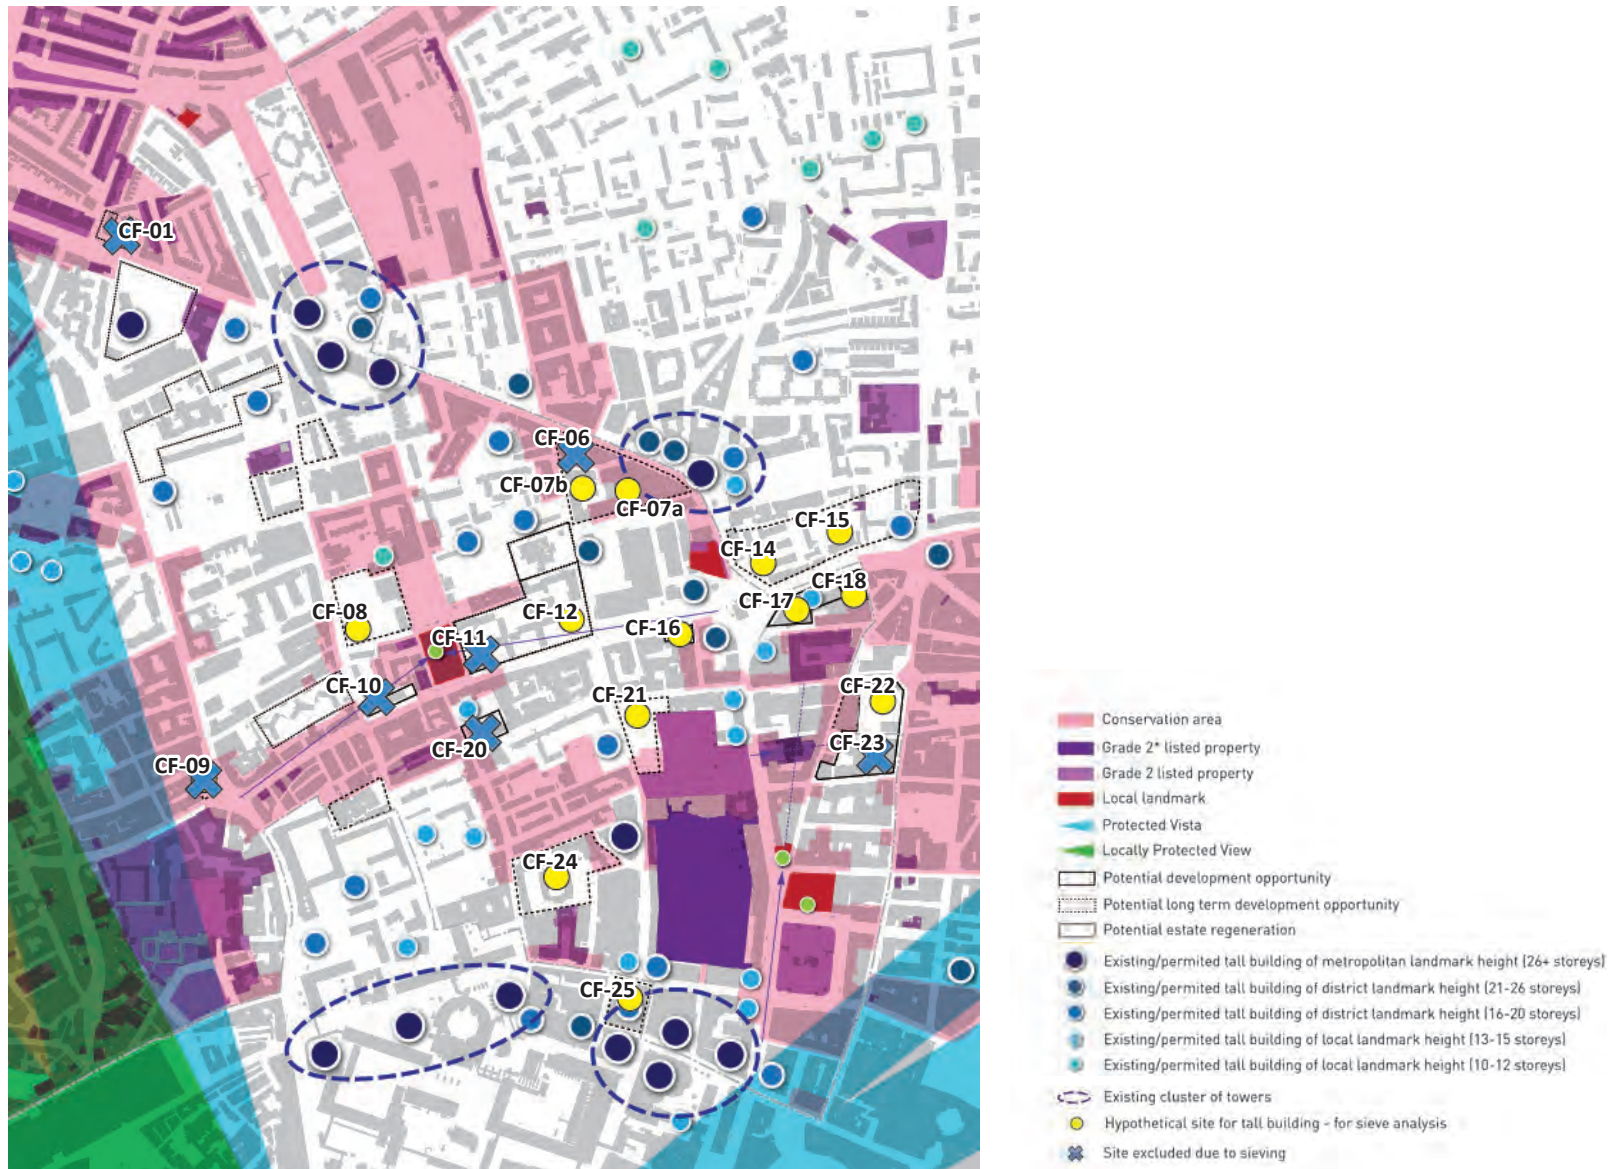 CF-01
CF-06
CF-07b
CF-07a
CF-15
CF-14
CF-18
CF-17
CF-08
CF-12
CF-16
CF-11
CF-10
CF-22
CF-21
CF-23
CF-20
CF-09
CF-24
CF-25
Conservation area
Grade 2* listed property
Grade 2 listed property
Local landmark
Protected Vista
Locally Protected View
Potential development opportunity
Potential long term development opportunity
Potential estate regeneration
Existing/permited tall building of metropolitan landmark height (26+ storeys)
Existing/permited tall building of district landmark height (21-26 storeys)
Existing/permited tall building of district landmark height (16-20 storeys)
Existing/permited tall building of local landmark height (13-15 storeys)
Existing/permited tall building of local landmark height (10-12 storeys)
Existing cluster of towers
Hypothetical site for tall building - for sieve analysis
Site excluded due to sieving